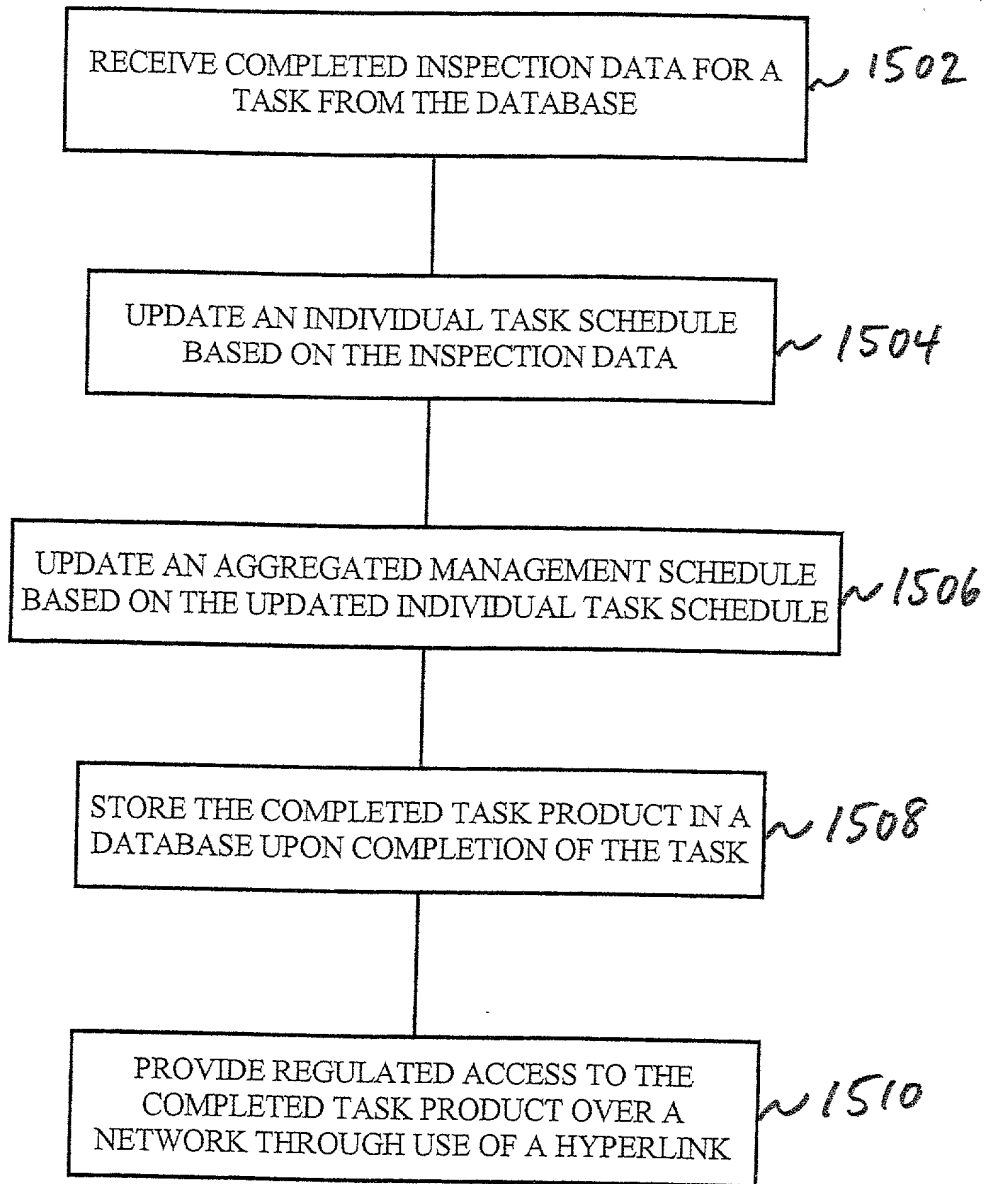 RECEIVE COMPLETED INSPECTION DATA FOR A
TASK FROM THE DATABASE
1502
UPDATE AN INDIVIDUAL TASK SCHEDULE
BASED ON THE INSPECTION DATA
1504
UPDATE AN AGGREGATED MANAGEMENT SCHEDULE
BASED ON THE UPDATED INDIVIDUAL TASK SCHEDULE
1506
STORE THE COMPLETED TASK PRODUCT IN A
DATABASE UPON COMPLETION OF THE TASK
1508
PROVIDE REGULATED ACCESS TO THE
COMPLETED TASK PRODUCT OVER A
NETWORK THROUGH USE OF A HYPERLINK
1510